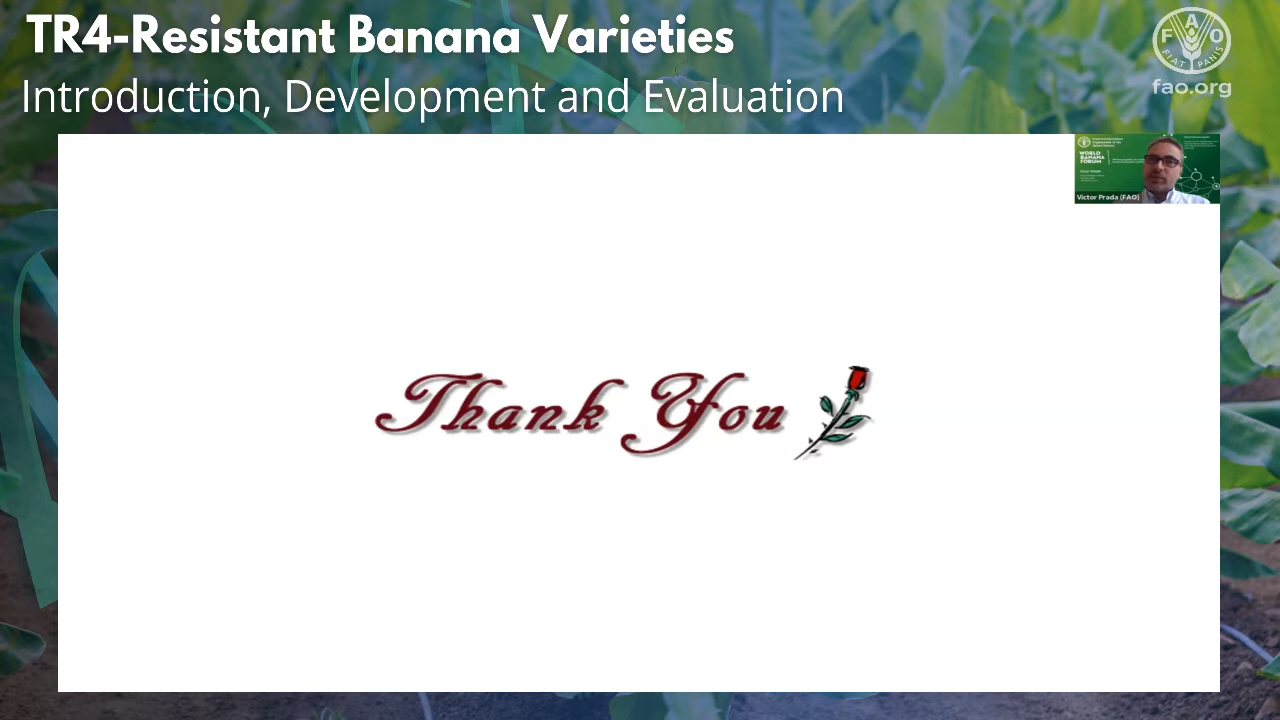 TR4-Resistant Banana Varieties
Introduction, Development and Evaluation
F A O
FIAT PANIS
fao.org
WORLD
BANANA
FORUM
Victor Prada (FAO)
Thank You